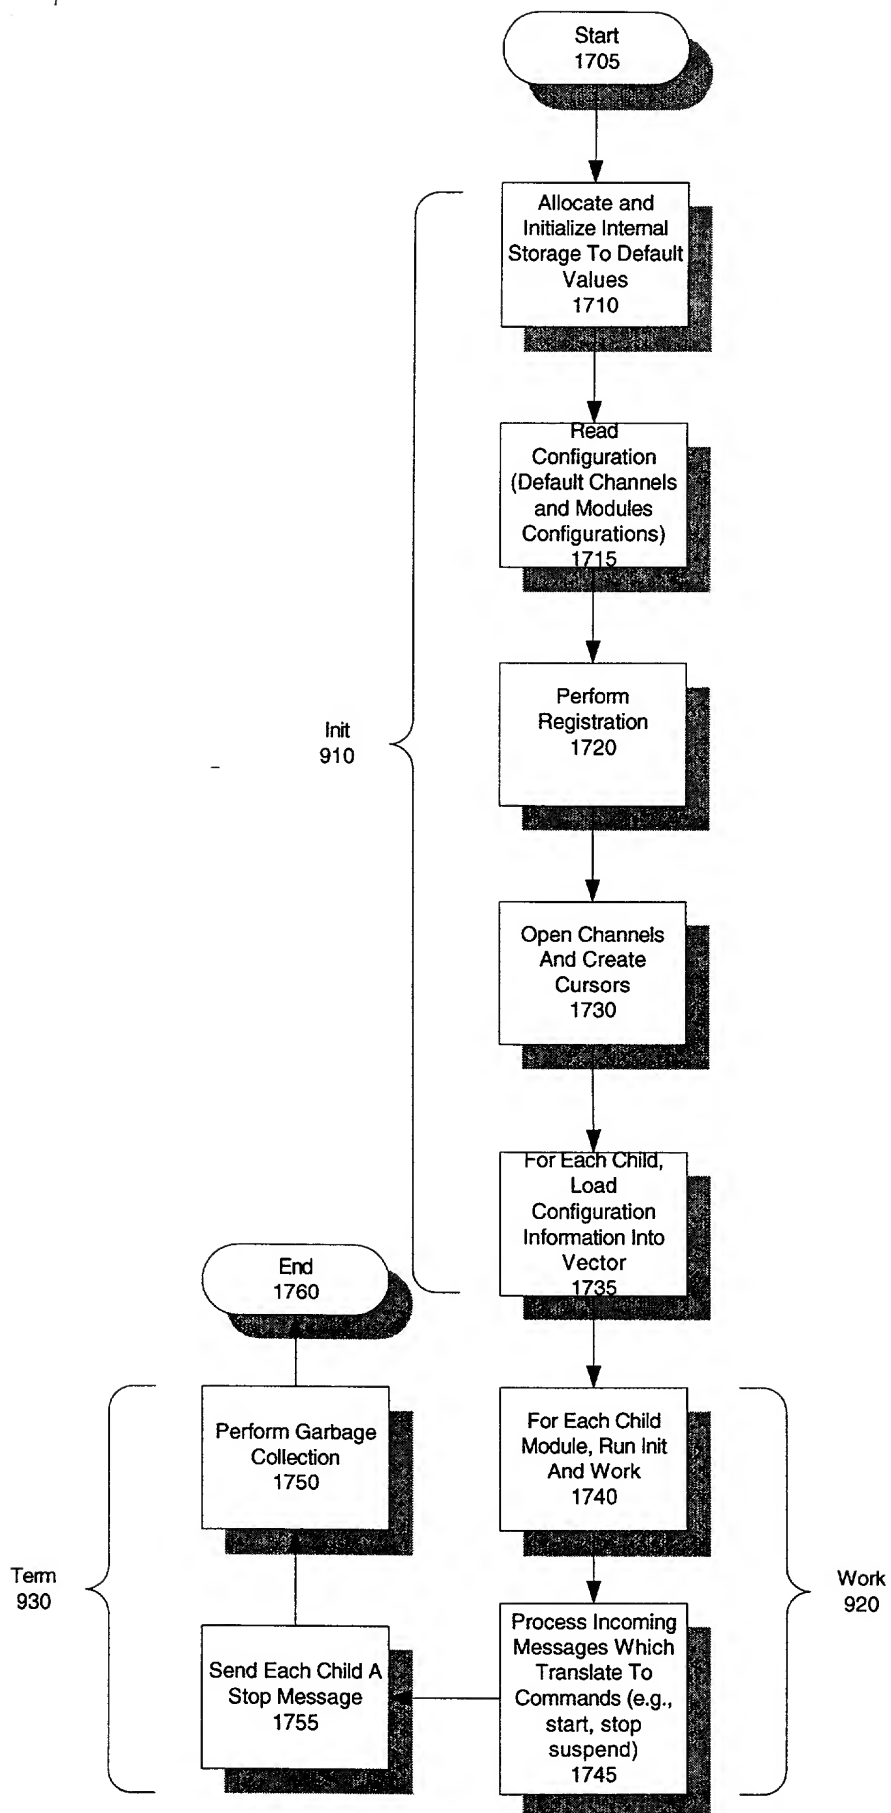 Start
1705
Allocate and
Initialize Internal
Storage To Default
Values
1710
Read
Configuration
(Default Channels
and Modules
Configurations)
1715
Perform
Registration
1720
Init
910
Open Channels
And Create
Cursors
1730
For Each Child,
Load
Configuration
Information Into
Vector
1735
End
1760
Perform Garbage
Collection
1750
For Each Child
Module, Run Init
And Work
1740
Term
930
Work
920
Send Each Child A
Stop Message
1755
Process Incoming
Messages Which
Translate To
Commands (e.g.,
start, stop
suspend)
1745